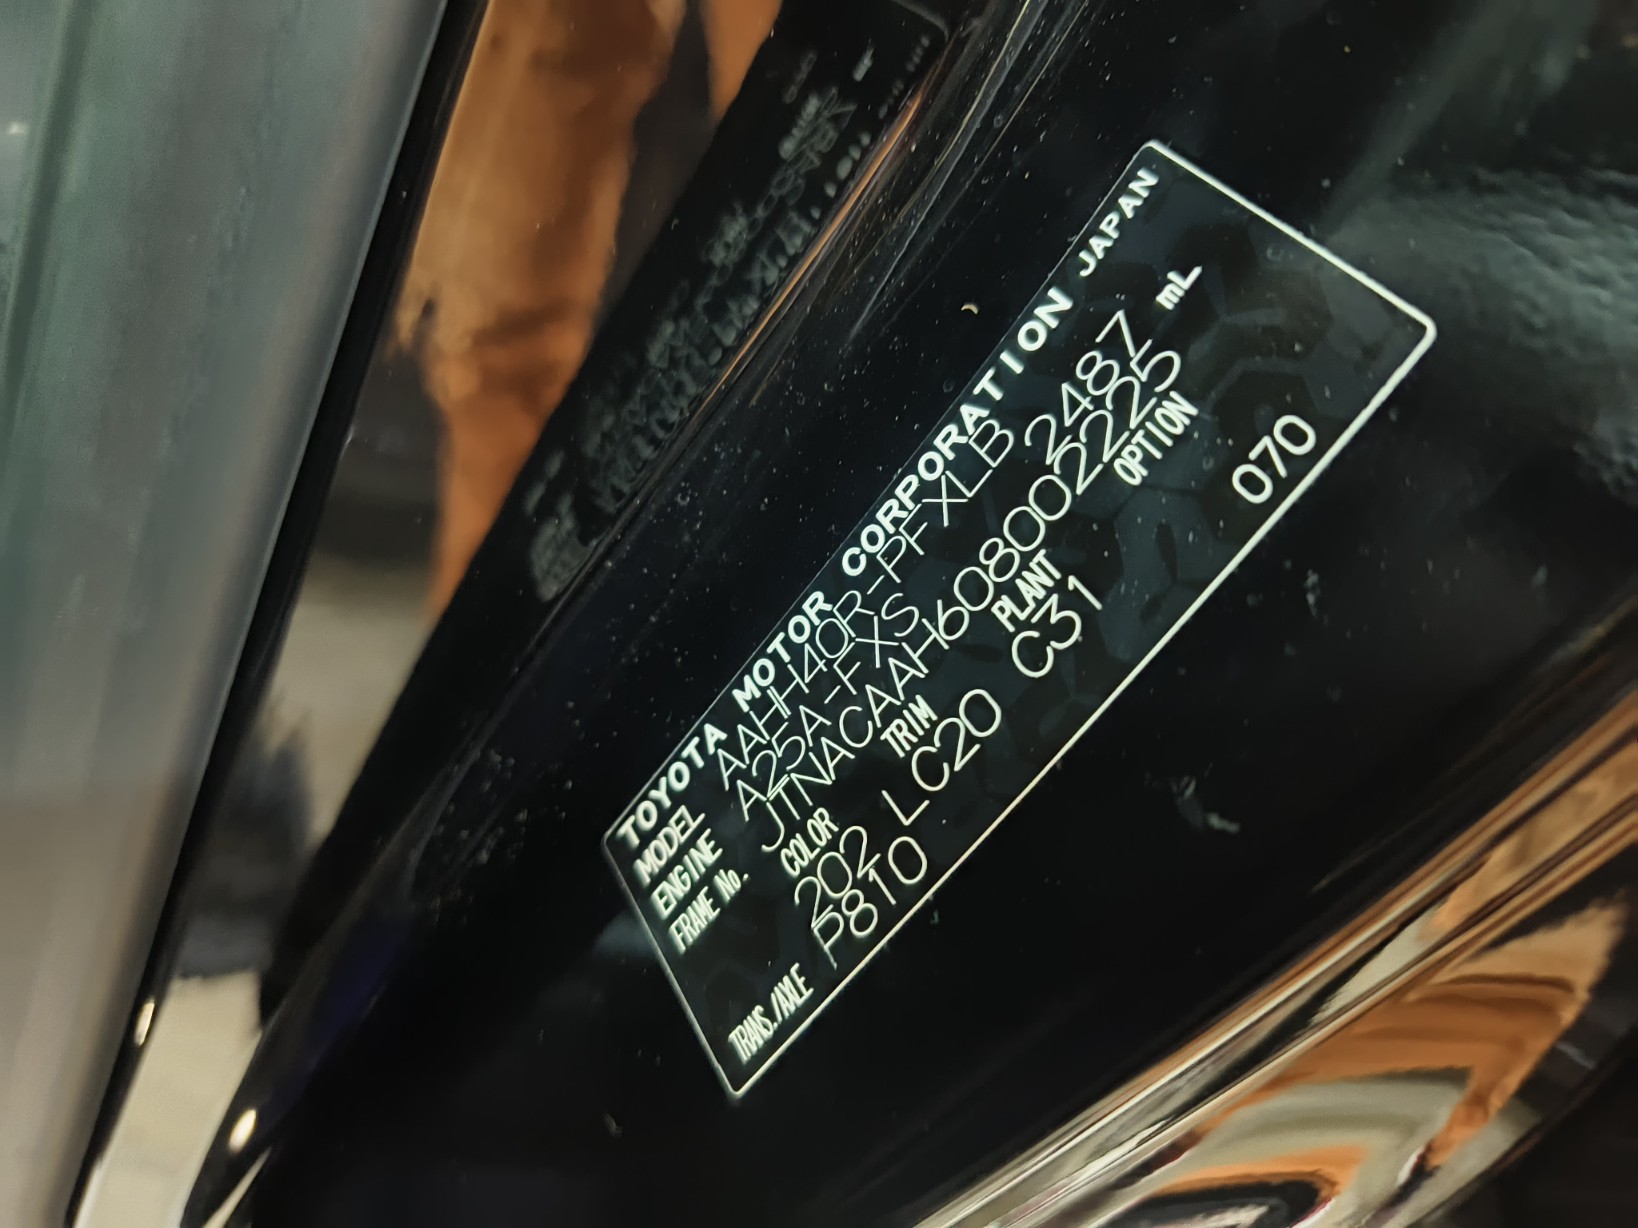 TOYOTA MOTOR CORPORATION JAPAN
MODEL AAHH40R-PFXLB
ENGINE A25A-FXS 2487 mL
FRAME No. JTNACAAH608002225
COLOR TRIM PLANT OPTION
202 LC20 C31 070
TRANS./AXLE P810